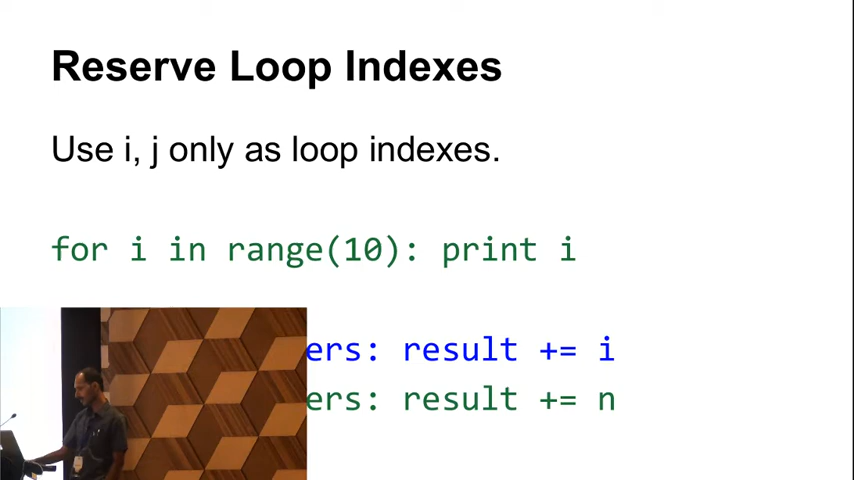 Reserve Loop Indexes
Use i, j only as loop indexes.
for i in range(10): print i
ers: result += i
ers: result += n